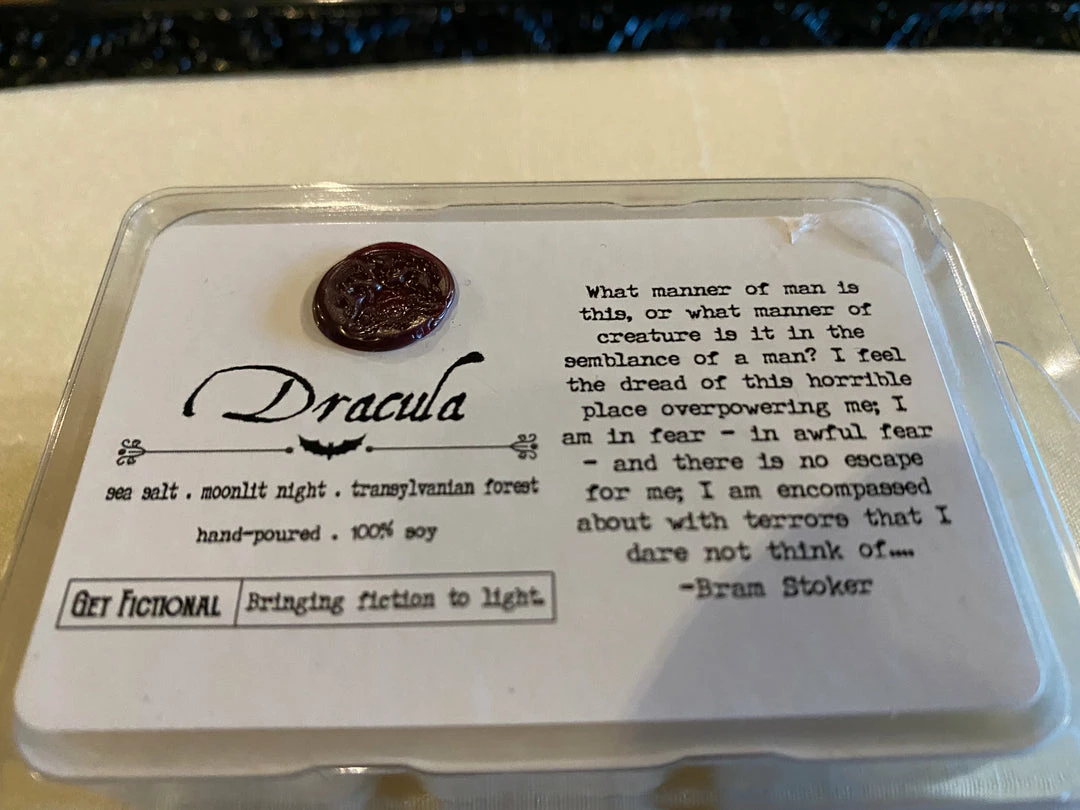 Dracula
sea salt . moonlit night . transylvanian forest
hand-poured . 100% soy
GET FICTIONAL
Bringing fiction to light.
What manner of man is
this, or what manner of
creature is it in the
semblance of a man? I feel
the dread of this horrible
place overpowering me; I
am in fear - in awful fear
- and there is no escape
for me; I am encompassed
about with terrors that I
dare not think of....
-Bram Stoker